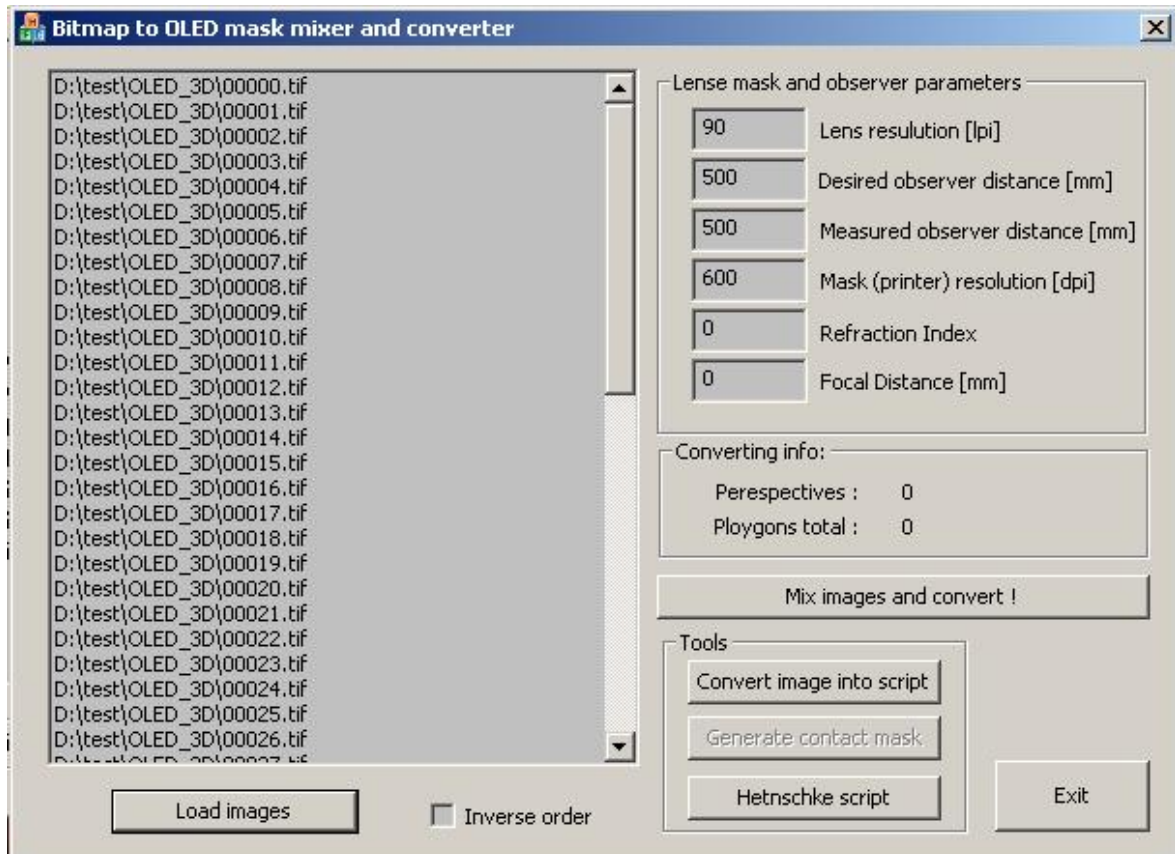 Bitmap to OLED mask mixer and converter
D:\test\OLED_3D\00000.tif
D:\test\OLED_3D\00001.tif
D:\test\OLED_3D\00002.tif
D:\test\OLED_3D\00003.tif
D:\test\OLED_3D\00004.tif
D:\test\OLED_3D\00005.tif
D:\test\OLED_3D\00006.tif
D:\test\OLED_3D\00007.tif
D:\test\OLED_3D\00008.tif
D:\test\OLED_3D\00009.tif
D:\test\OLED_3D\00010.tif
D:\test\OLED_3D\00011.tif
D:\test\OLED_3D\00012.tif
D:\test\OLED_3D\00013.tif
D:\test\OLED_3D\00014.tif
D:\test\OLED_3D\00015.tif
D:\test\OLED_3D\00016.tif
D:\test\OLED_3D\00017.tif
D:\test\OLED_3D\00018.tif
D:\test\OLED_3D\00019.tif
D:\test\OLED_3D\00020.tif
D:\test\OLED_3D\00021.tif
D:\test\OLED_3D\00022.tif
D:\test\OLED_3D\00023.tif
D:\test\OLED_3D\00024.tif
D:\test\OLED_3D\00025.tif
D:\test\OLED_3D\00026.tif
Load images
Inverse order
Lense mask and observer parameters
90 Lens resulution [lpi]
500 Desired observer distance [mm]
500 Measured observer distance [mm]
600 Mask (printer) resolution [dpi]
0 Refraction Index
0 Focal Distance [mm]
Converting info:
Perespectives : 0
Ploygons total : 0
Mix images and convert !
Tools
Convert image into script
Generate contact mask
Hetnschke script
Exit